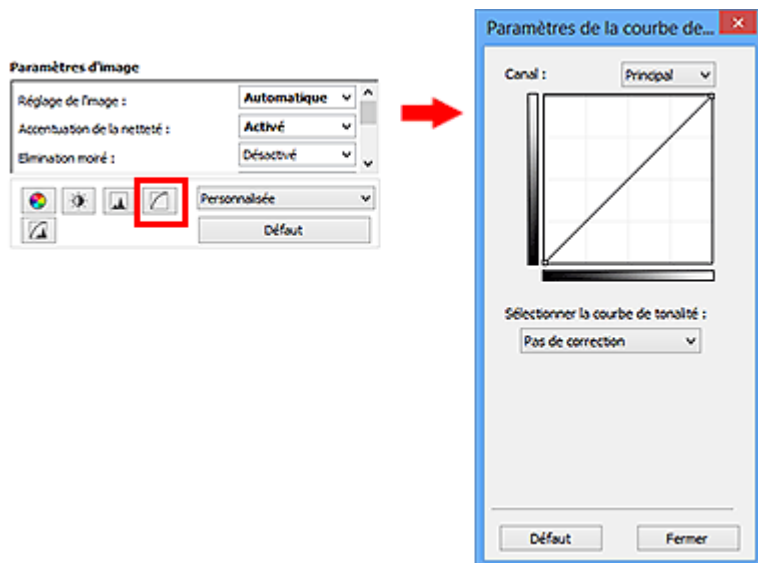 Paramètres d'image
Réglage de l'image : Automatique
Accentuation de la netteté : Activé
Elimination moiré : Désactivé
Personnalisée
Défaut
Paramètres de la courbe de...
Canal : Principal
Sélectionner la courbe de tonalité :
Pas de correction
Défaut Fermer